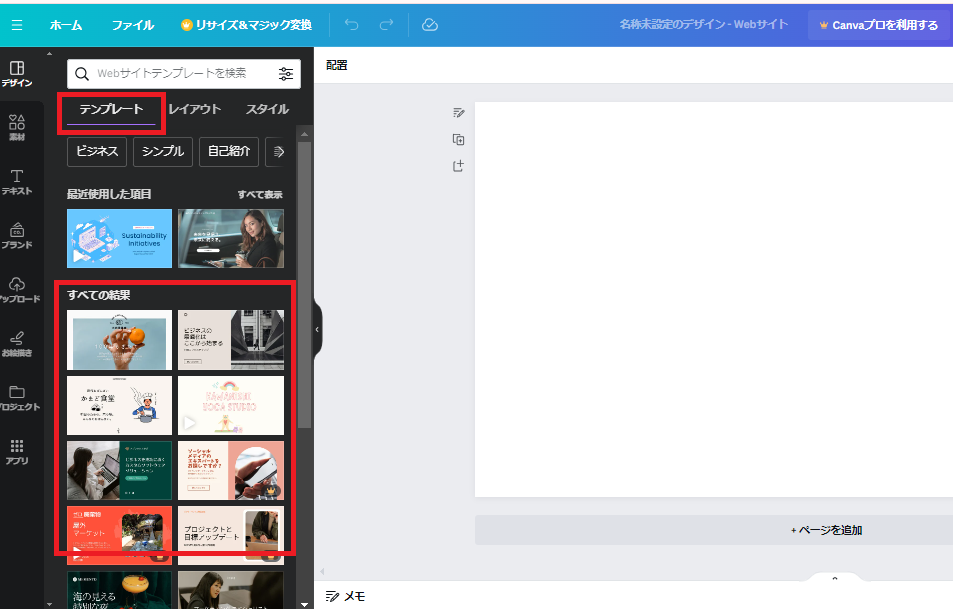 ホーム ファイル リサイズ&マジック変換 名称未設定のデザイン - Webサイト Canvaプロを利用する
デザイン
素材
テキスト
ブランド
アップロード
お絵描き
プロジェクト
アプリ
Webサイトテンプレートを検索
テンプレート レイアウト スタイル
ビジネス シンプル 自己紹介
最近使用した項目 すべて表示
Sustainability
Initiatives
すべての結果
ビジネスの
最適化は
ここから始まる
かまど食堂
HAWARIDGE
YOGA STUDIO
ソーシャル
メディアの
エキスパートを
お探しですか?
屋外
マーケット
プロジェクトと
目標アップデート
海の見える
特別な夜
配置
+ ページを追加
メモ